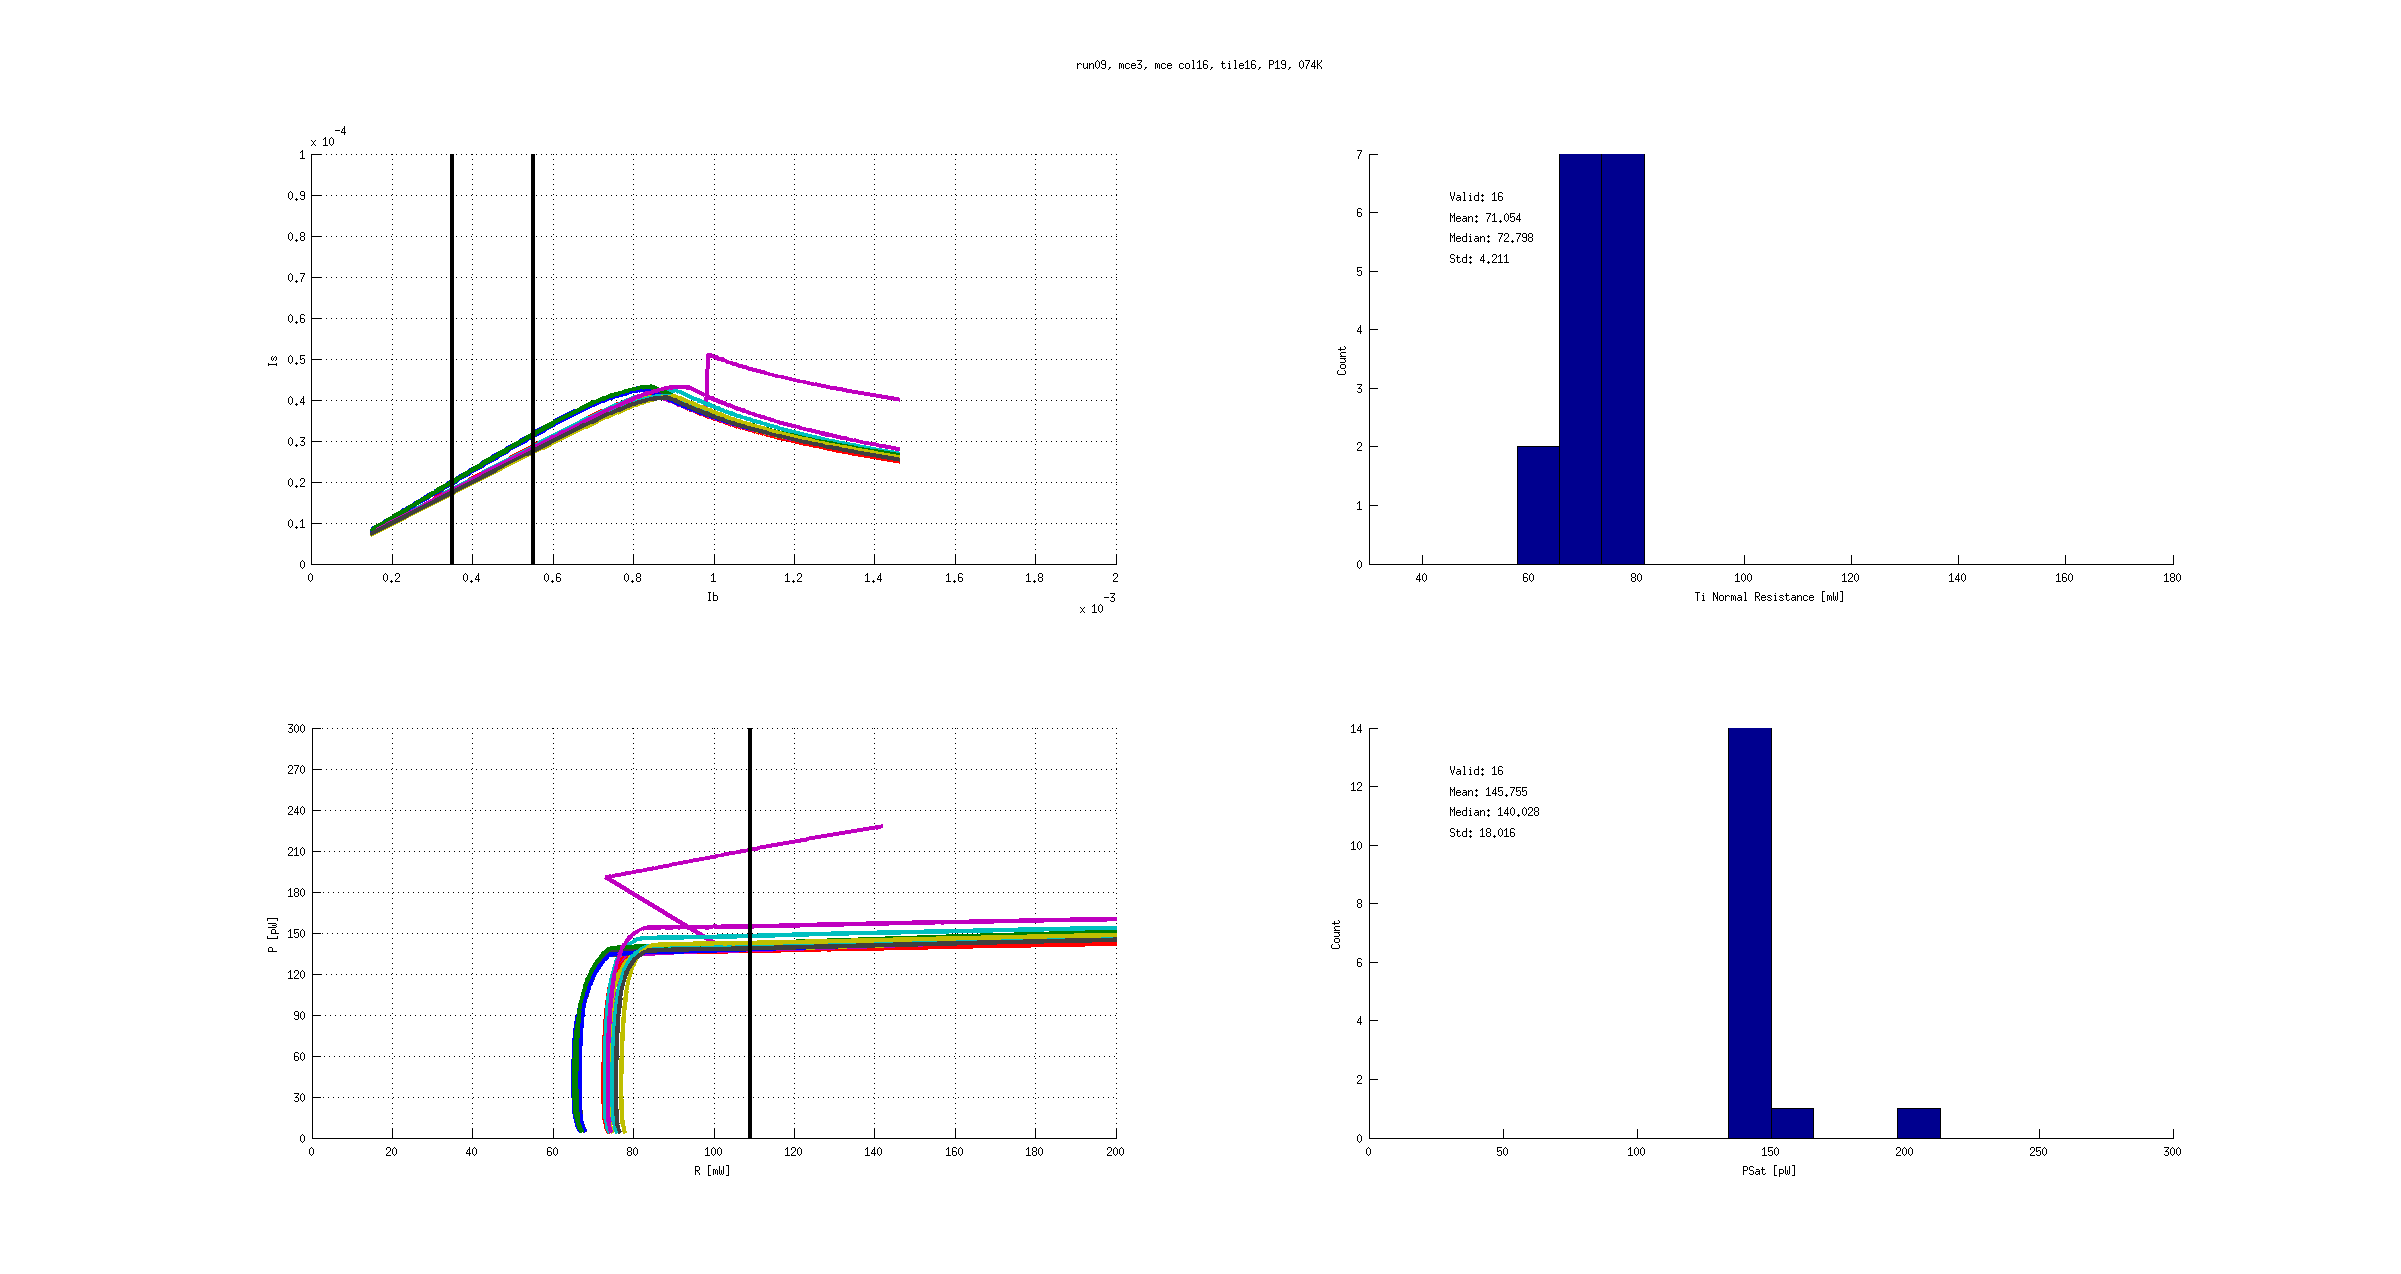 run09, mce3, mce col16, tile16, P19, 074K
x 10 -4
1
0.9
0.8
0.7
0.6
0.5
0.4
0.3
0.2
0.1
0
Is
0 0.2 0.4 0.6 0.8 1 1.2 1.4 1.6 1.8 2
Ib
x 10 -3
7
6
5
4
3
2
1
0
Count
Valid: 16
Mean: 71.054
Median: 72.798
Std: 4.211
40 60 80 100 120 140 160 180
Ti Normal Resistance [mW]
300
270
240
210
180
150
120
90
60
30
0
P [pW]
0 20 40 60 80 100 120 140 160 180 200
R [mW]
14
12
10
8
6
4
2
0
Count
Valid: 16
Mean: 145.755
Median: 140.028
Std: 18.016
0 50 100 150 200 250 300
PSat [pW]